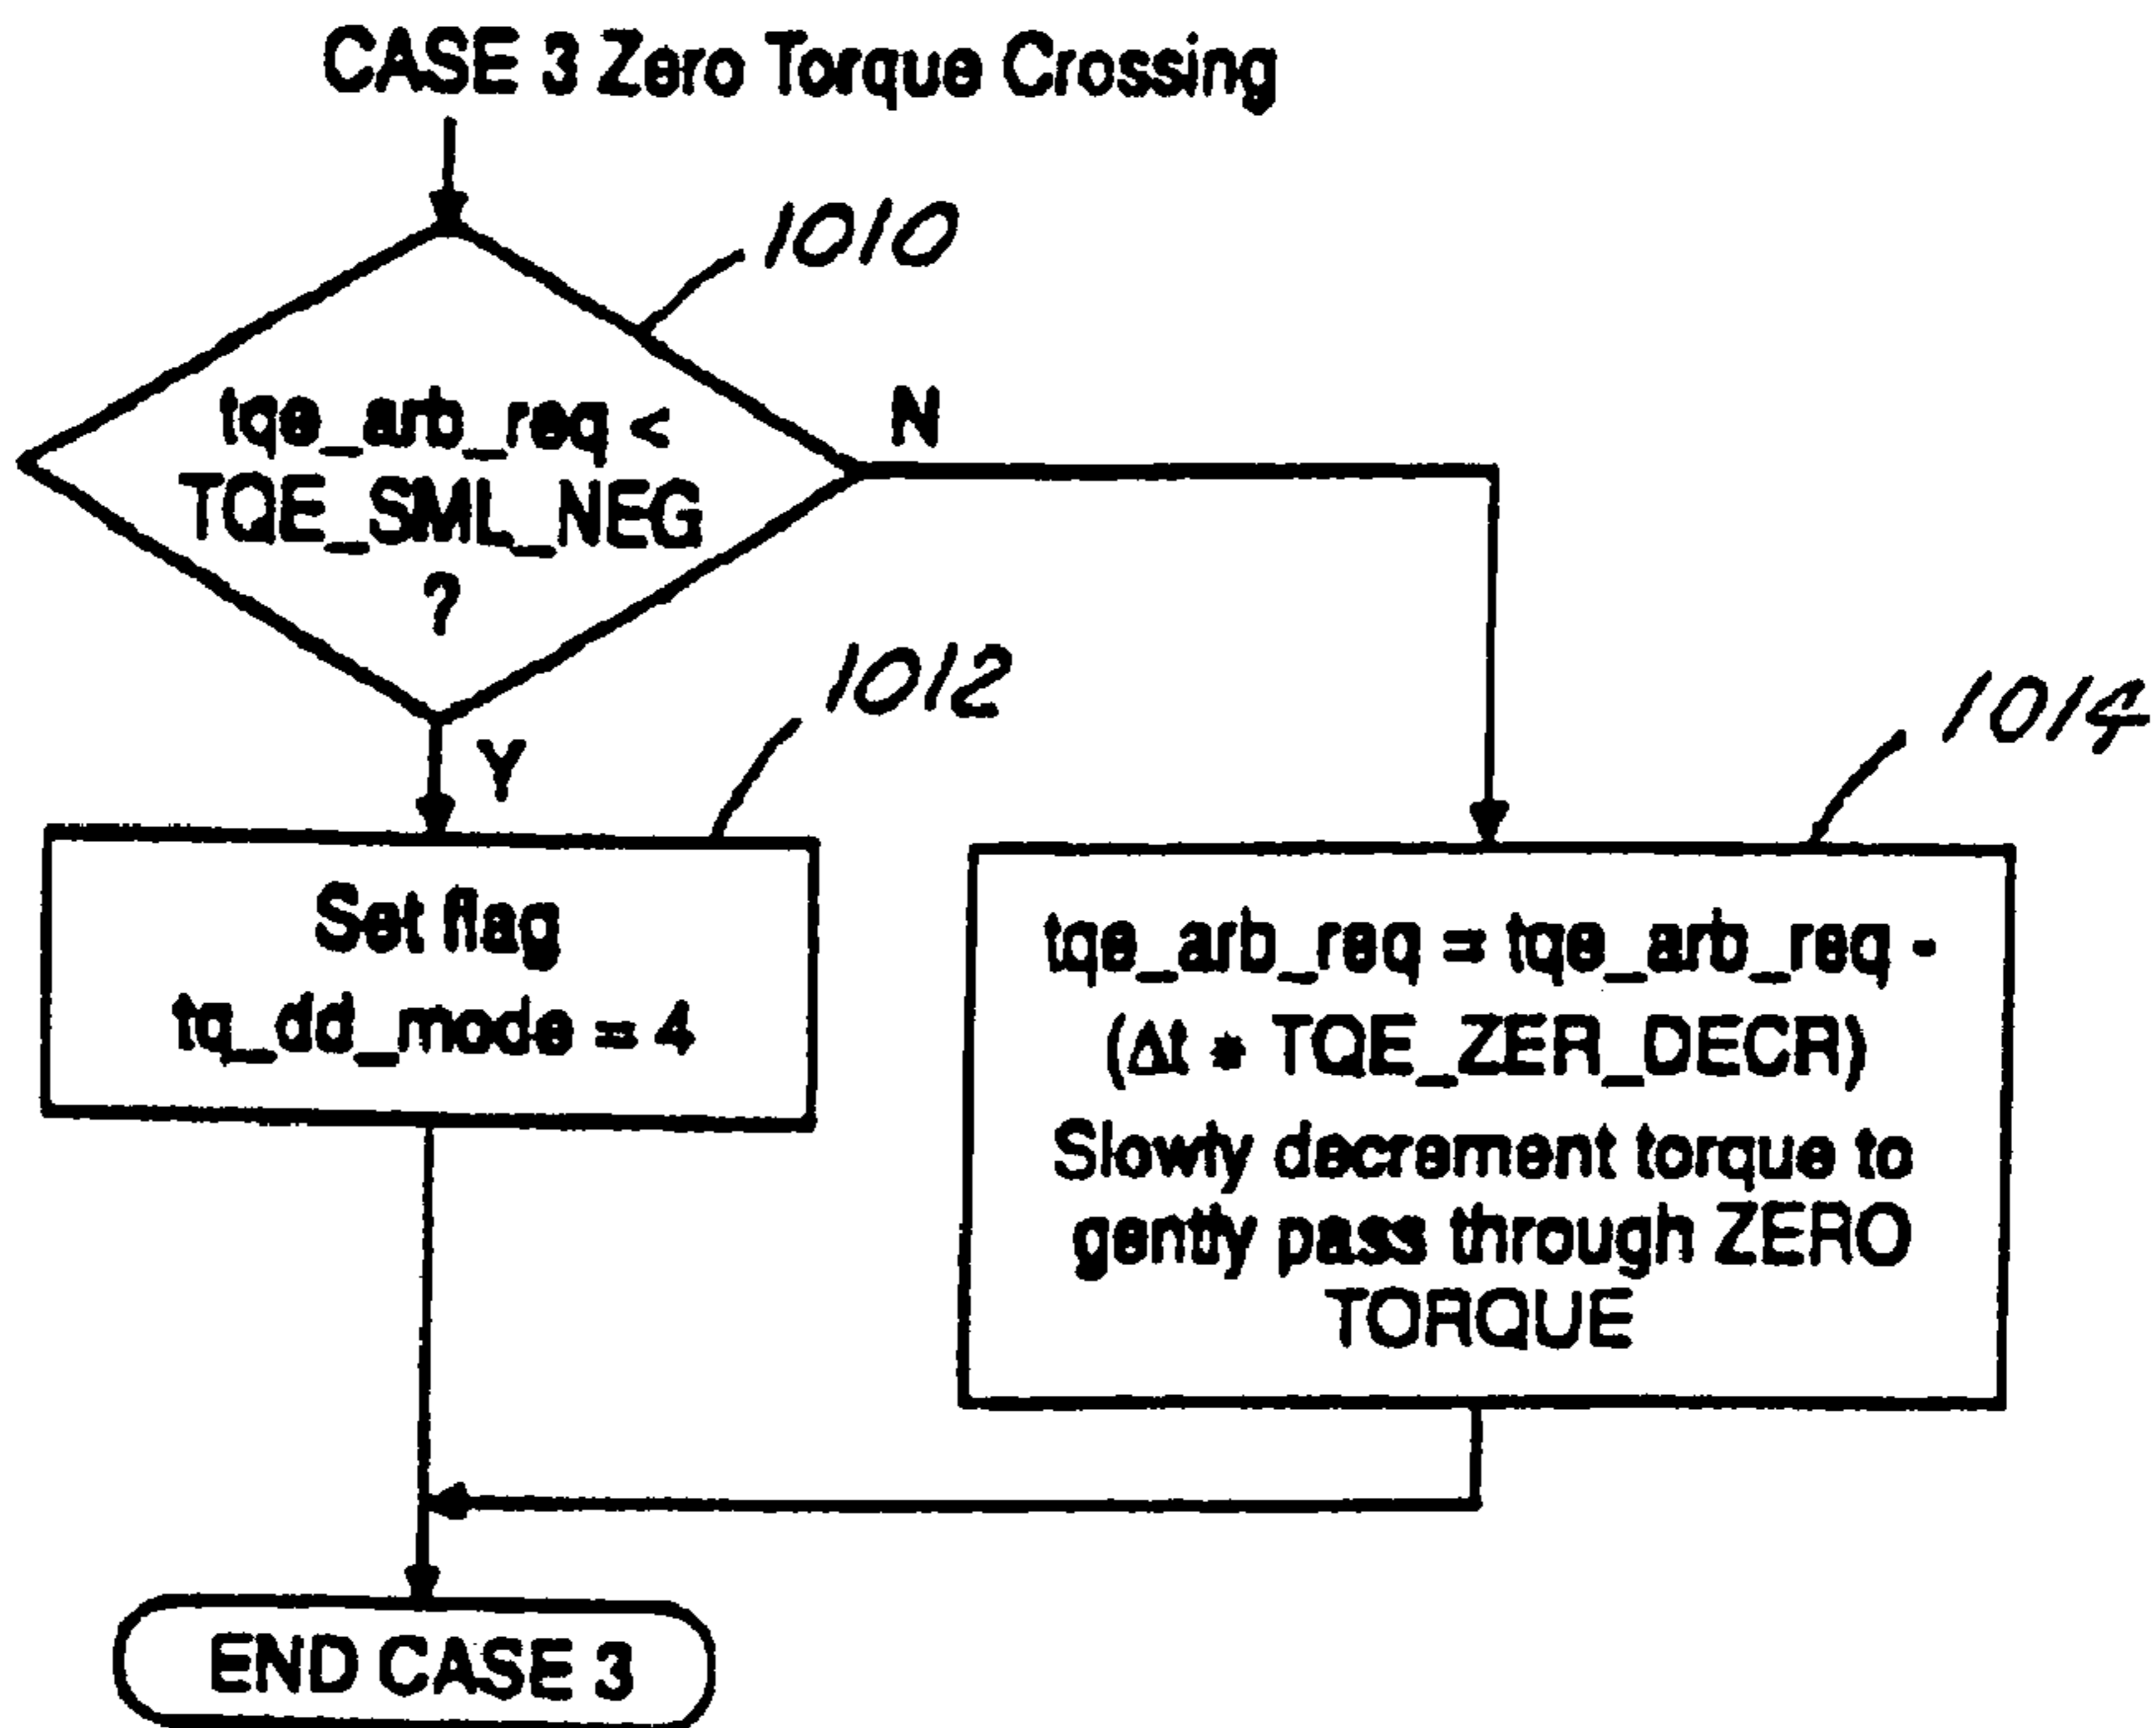 CASE 3 Zero Torque Crossing
1010
tqe_arb_req <
TQE_SML_NEG
?
N
Y
1012
Set flag
tq_dd_mode = 4
1014
tqe_arb_req = tqe_arb_req -
(Δt * TQE_ZER_DECR)
Slowly decrement torque to
gently pass through ZERO
TORQUE
END CASE 3